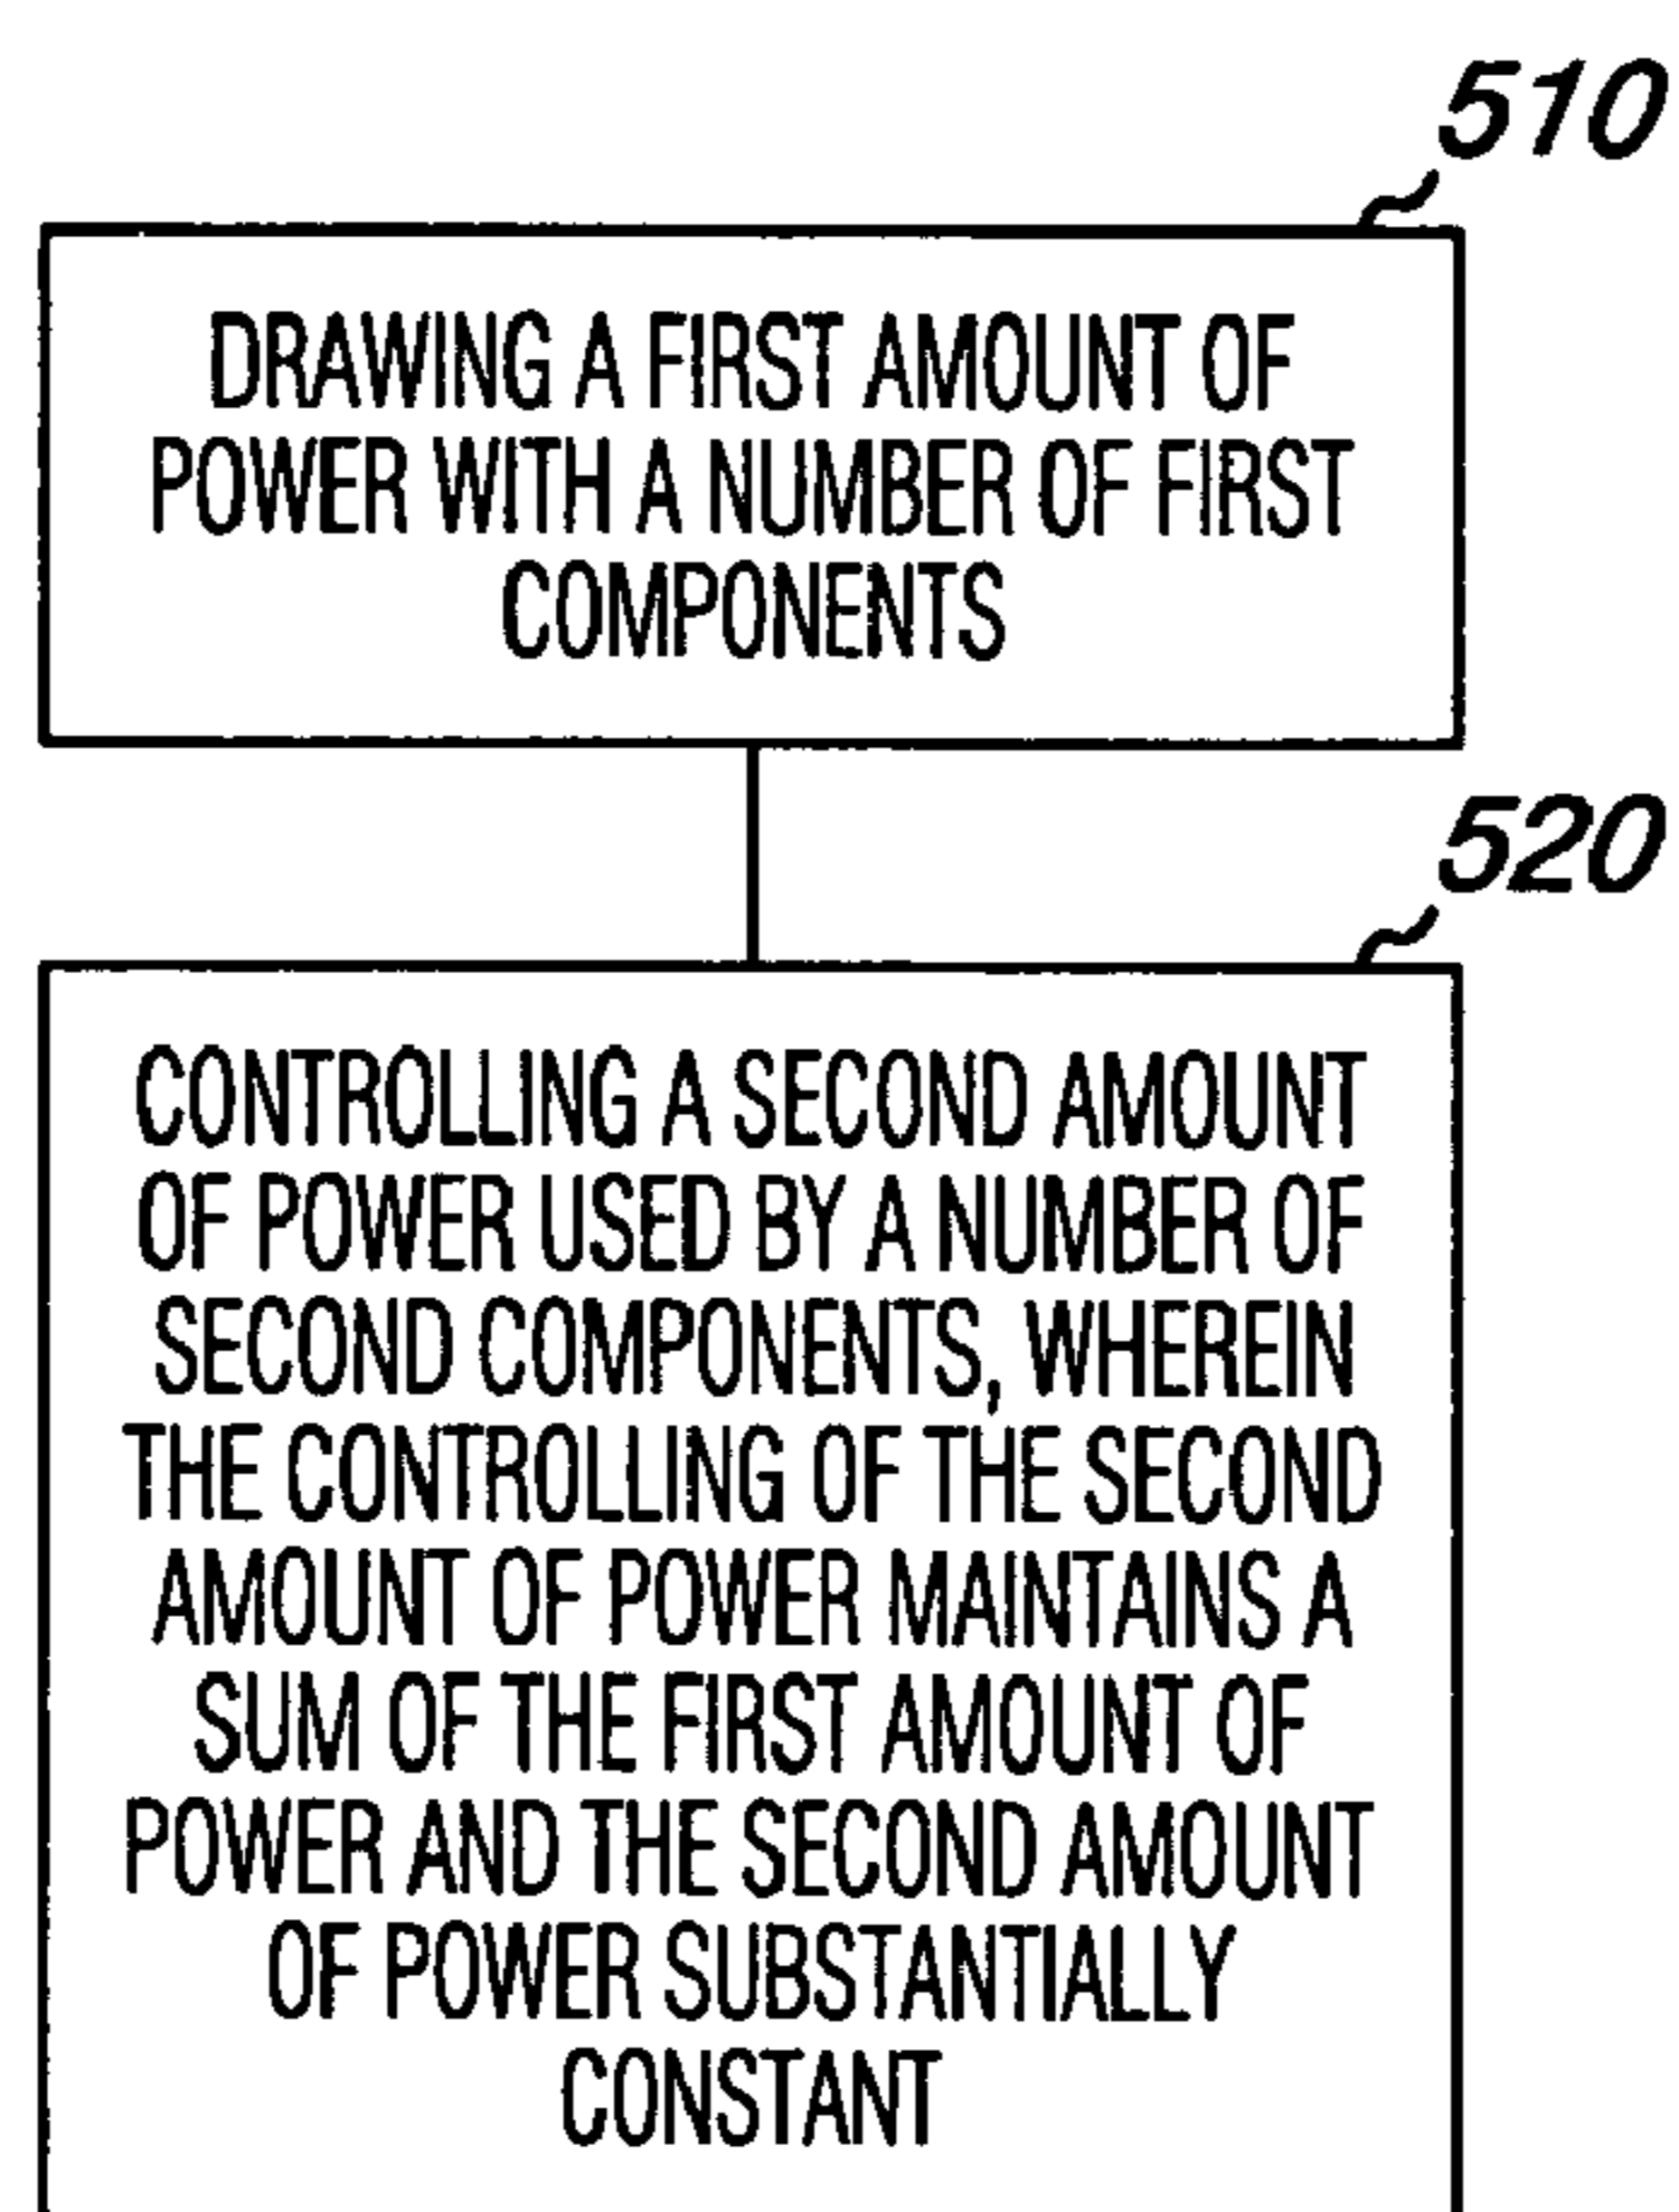 510
DRAWING A FIRST AMOUNT OF
POWER WITH A NUMBER OF FIRST
COMPONENTS
520
CONTROLLING A SECOND AMOUNT
OF POWER USED BY A NUMBER OF
SECOND COMPONENTS, WHEREIN
THE CONTROLLING OF THE SECOND
AMOUNT OF POWER MAINTAINS A
SUM OF THE FIRST AMOUNT OF
POWER AND THE SECOND AMOUNT
OF POWER SUBSTANTIALLY
CONSTANT